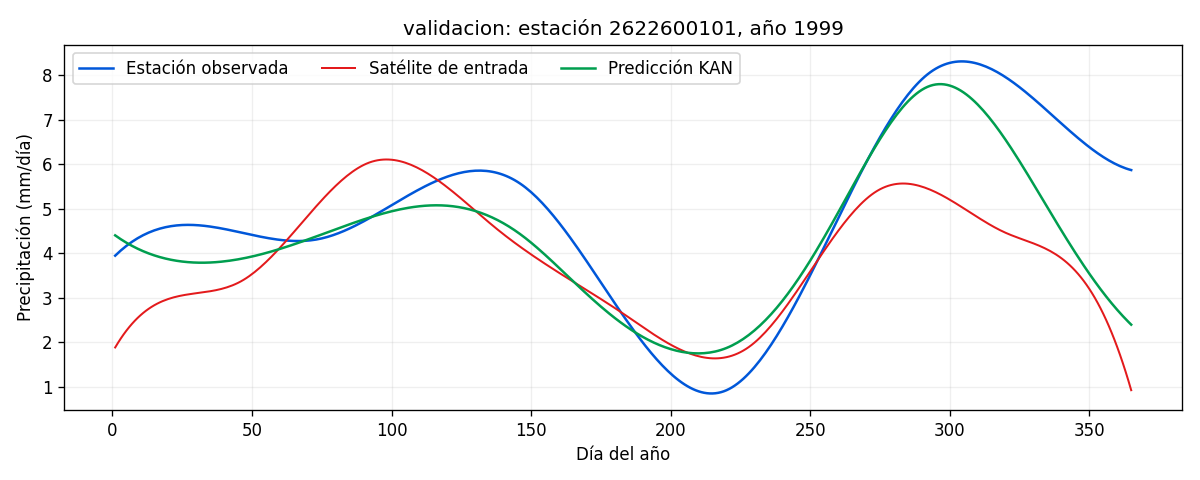 validacion: estación 2622600101, año 1999
Estación observada
Satélite de entrada
Predicción KAN
Precipitación (mm/día)
8
7
6
5
4
3
2
1
0 50 100 150 200 250 300 350
Día del año